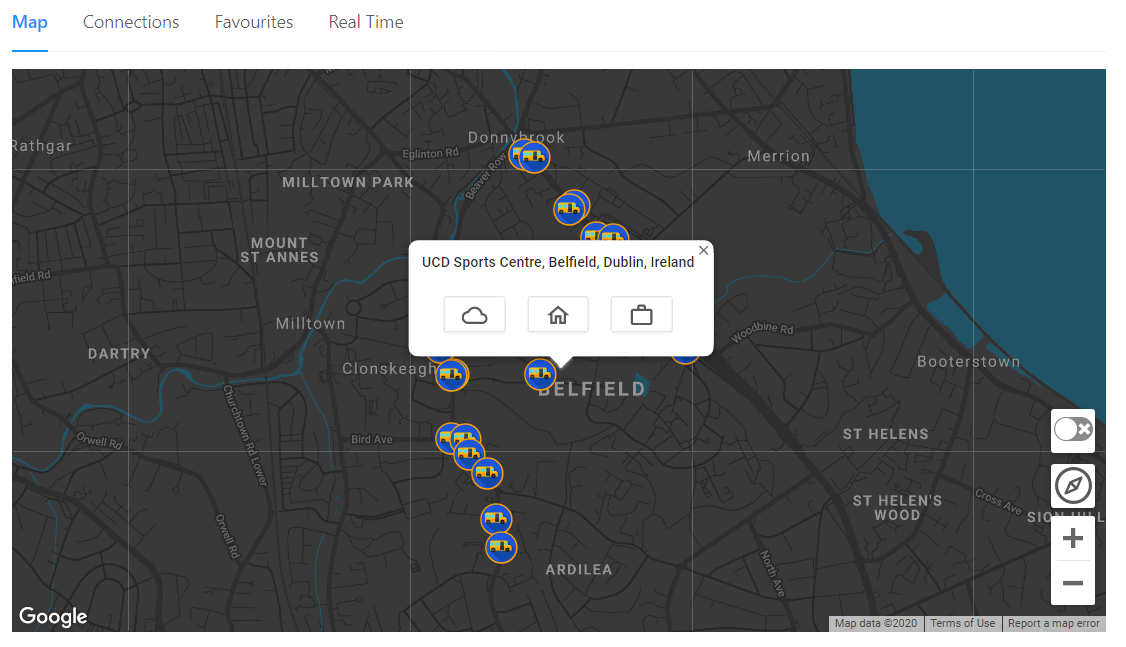 Map Connections Favourites Real Time
Donnybrook
Rathgar
Eglinton Rd
Merrion
MILLTOWN PARK
Beaver Row
MOUNT
ST ANNES
UCD Sports Centre, Belfield, Dublin, Ireland
field Rd
Milltown
Woodbine Rd
DARTRY
Clonskeagh
Booterstown
BELFIELD
Churchtown Rd Lower
Orwell Rd
Bird Ave
ST HELENS
ST HELEN'S
WOOD
Cross Ave
SION HILL
Orwell Rd
North Ave
ARDILEA
Google
Map data ©2020 Terms of Use Report a map error